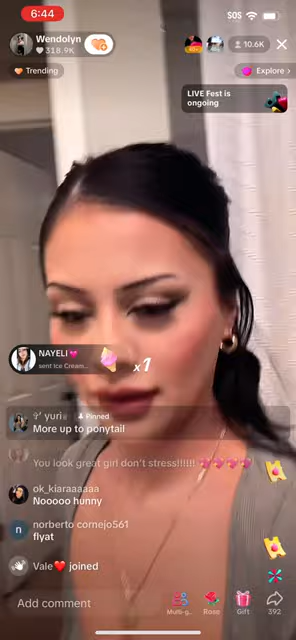 6:44
SOS
Wendolyn
318.9K
10.6K
Trending
Explore >
LIVE Fest is
ongoing
NAYELI💗
sent Ice Cream...
x1
yuri
Pinned
More up to ponytail
You look great girl don't stress!!!!!! 💖💖💖💖
ok_kiaraaaaaa
Nooooo hunny
n
norberto cornejo561
flyat
Vale❤️ joined
Add comment
Multi-g..
Rose
Gift
392